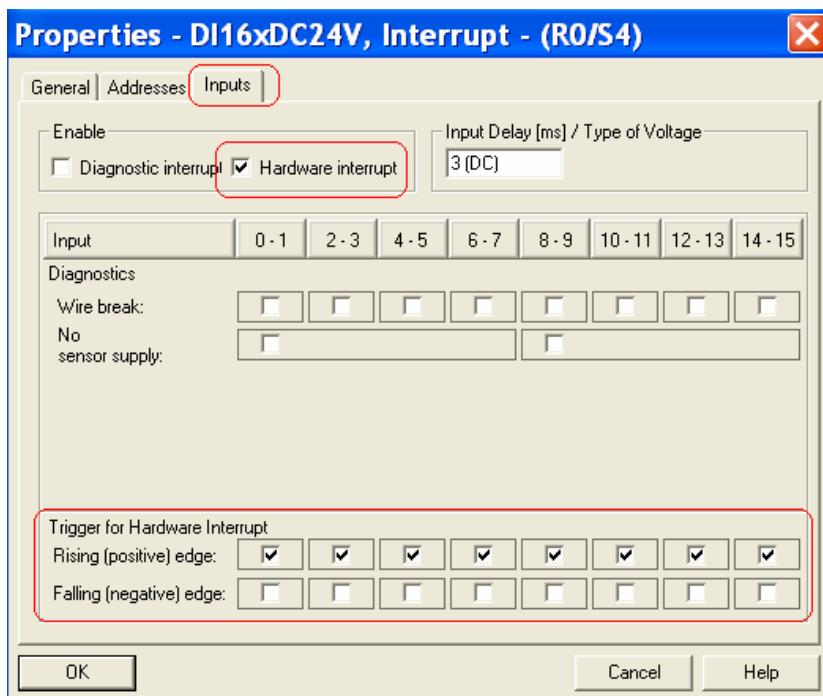 Properties - DI16xDC24V, Interrupt - (R0/S4)
General Addresses Inputs
Enable
Diagnostic interrupt Hardware interrupt
Input Delay [ms] / Type of Voltage
3 (DC)
Input 0 - 1 2 - 3 4 - 5 6 - 7 8 - 9 10 - 11 12 - 13 14 - 15
Diagnostics
Wire break:
No
sensor supply:
Trigger for Hardware Interrupt
Rising (positive) edge:
Falling (negative) edge:
OK Cancel Help